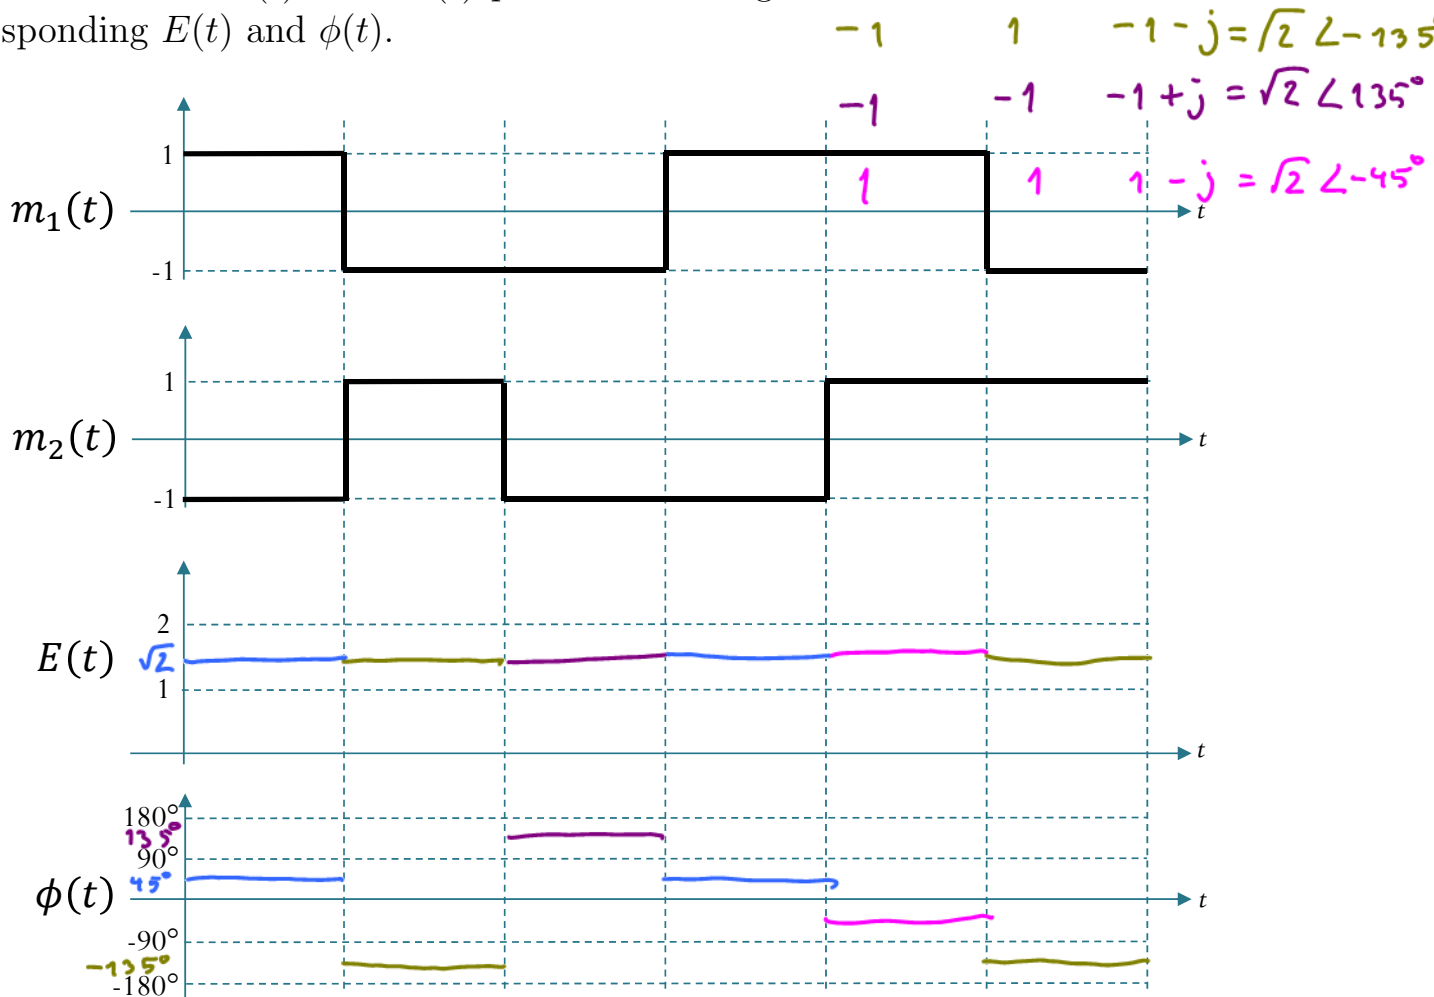 sponding E(t) and ϕ(t).
-1 1 -1 - j = √2 ∠-135
-1 -1 -1 + j = √2 ∠135°
1 1 1 - j = √2 ∠-45°
1
m₁(t)
t
-1
1
m₂(t)
t
-1
2
E(t) √2
1
t
180°
135°
90°
45°
ϕ(t)
t
-90°
-135°
-180°